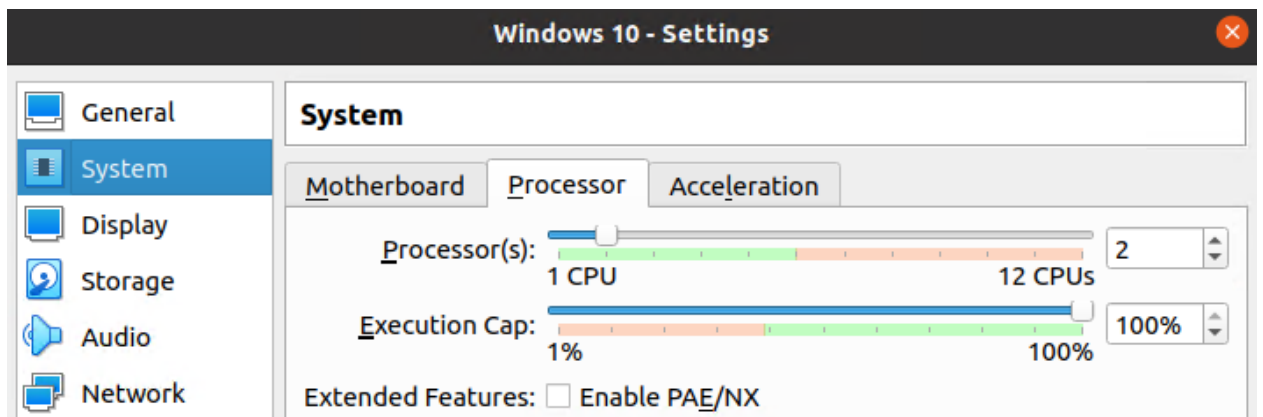 Windows 10 - Settings
General
System
Display
Storage
Audio
Network
System
Motherboard Processor Acceleration
Processor(s): 2
1 CPU 12 CPUs
Execution Cap: 100%
1% 100%
Extended Features: Enable PAE/NX